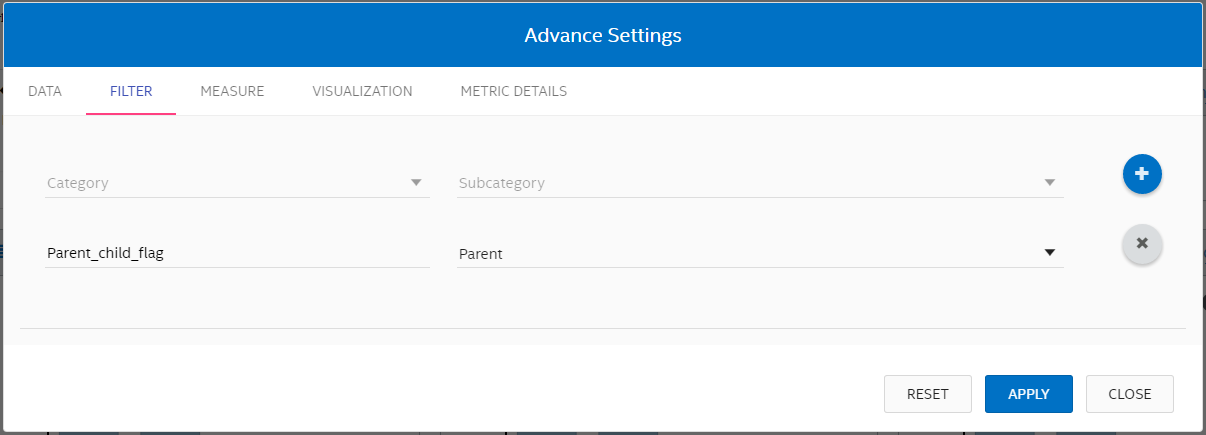 Advance Settings
DATA FILTER MEASURE VISUALIZATION METRIC DETAILS
Category Subcategory
Parent_child_flag Parent
RESET APPLY CLOSE